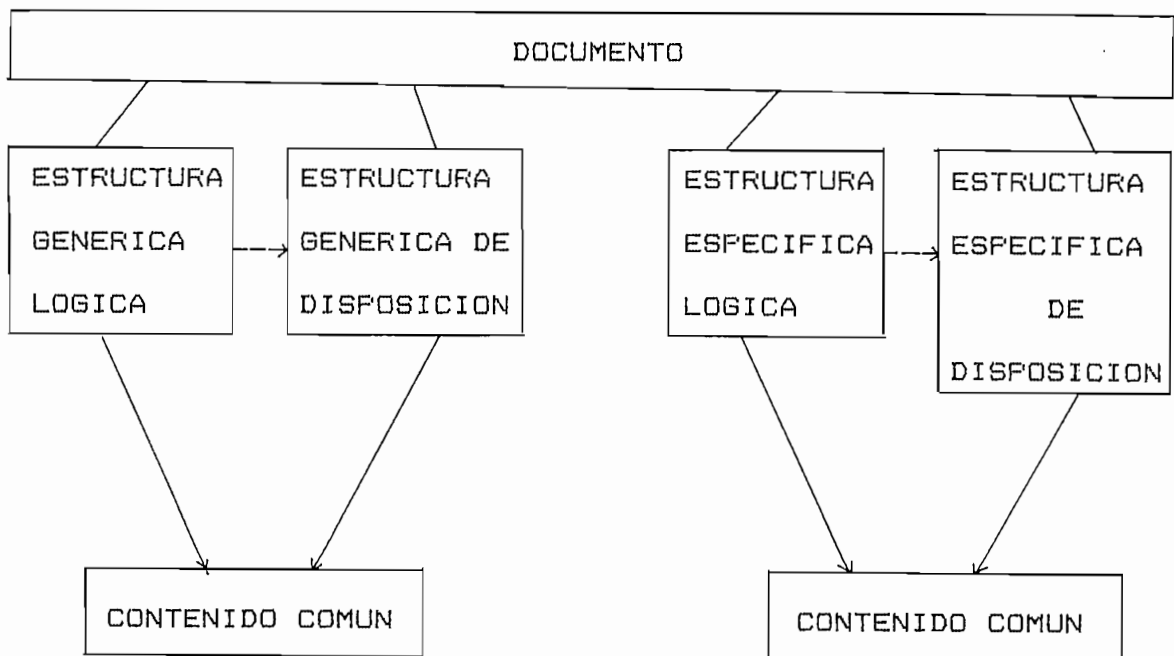 DOCUMENTO
ESTRUCTURA
GENERICA
LOGICA
ESTRUCTURA
GENERICA DE
DISPOSICION
ESTRUCTURA
ESPECIFICA
LOGICA
ESTRUCTURA
ESPECIFICA
DE
DISPOSICION
CONTENIDO COMUN
CONTENIDO COMUN